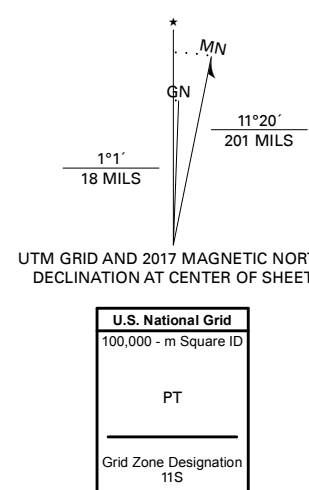 ★
MN
GN
11°20´
201 MILS
1°1´
18 MILS
UTM GRID AND 2017 MAGNETIC NORT
DECLINATION AT CENTER OF SHEET
U.S. National Grid
100,000 - m Square ID
PT
Grid Zone Designation
11S